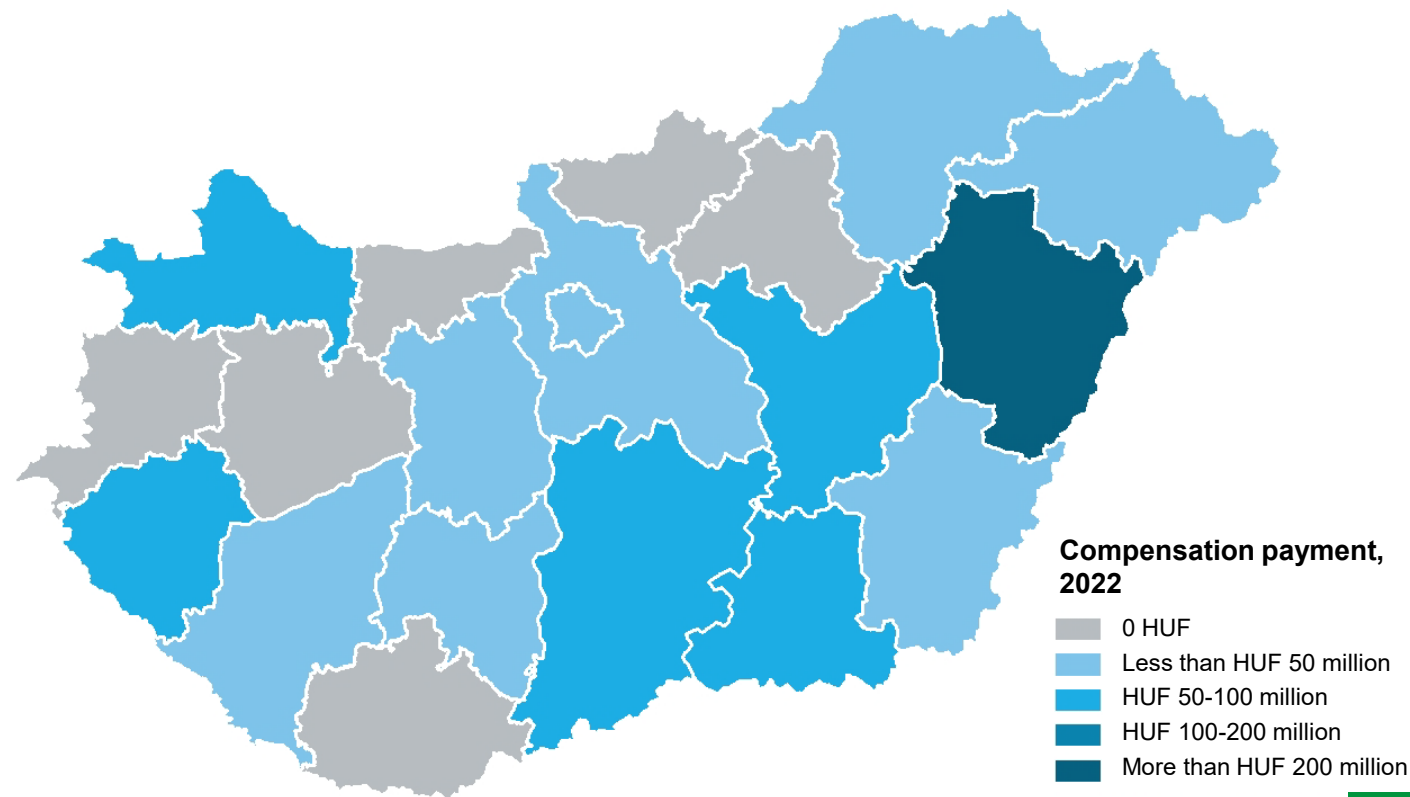 Compensation payment,
2022
0 HUF
Less than HUF 50 million
HUF 50-100 million
HUF 100-200 million
More than HUF 200 million